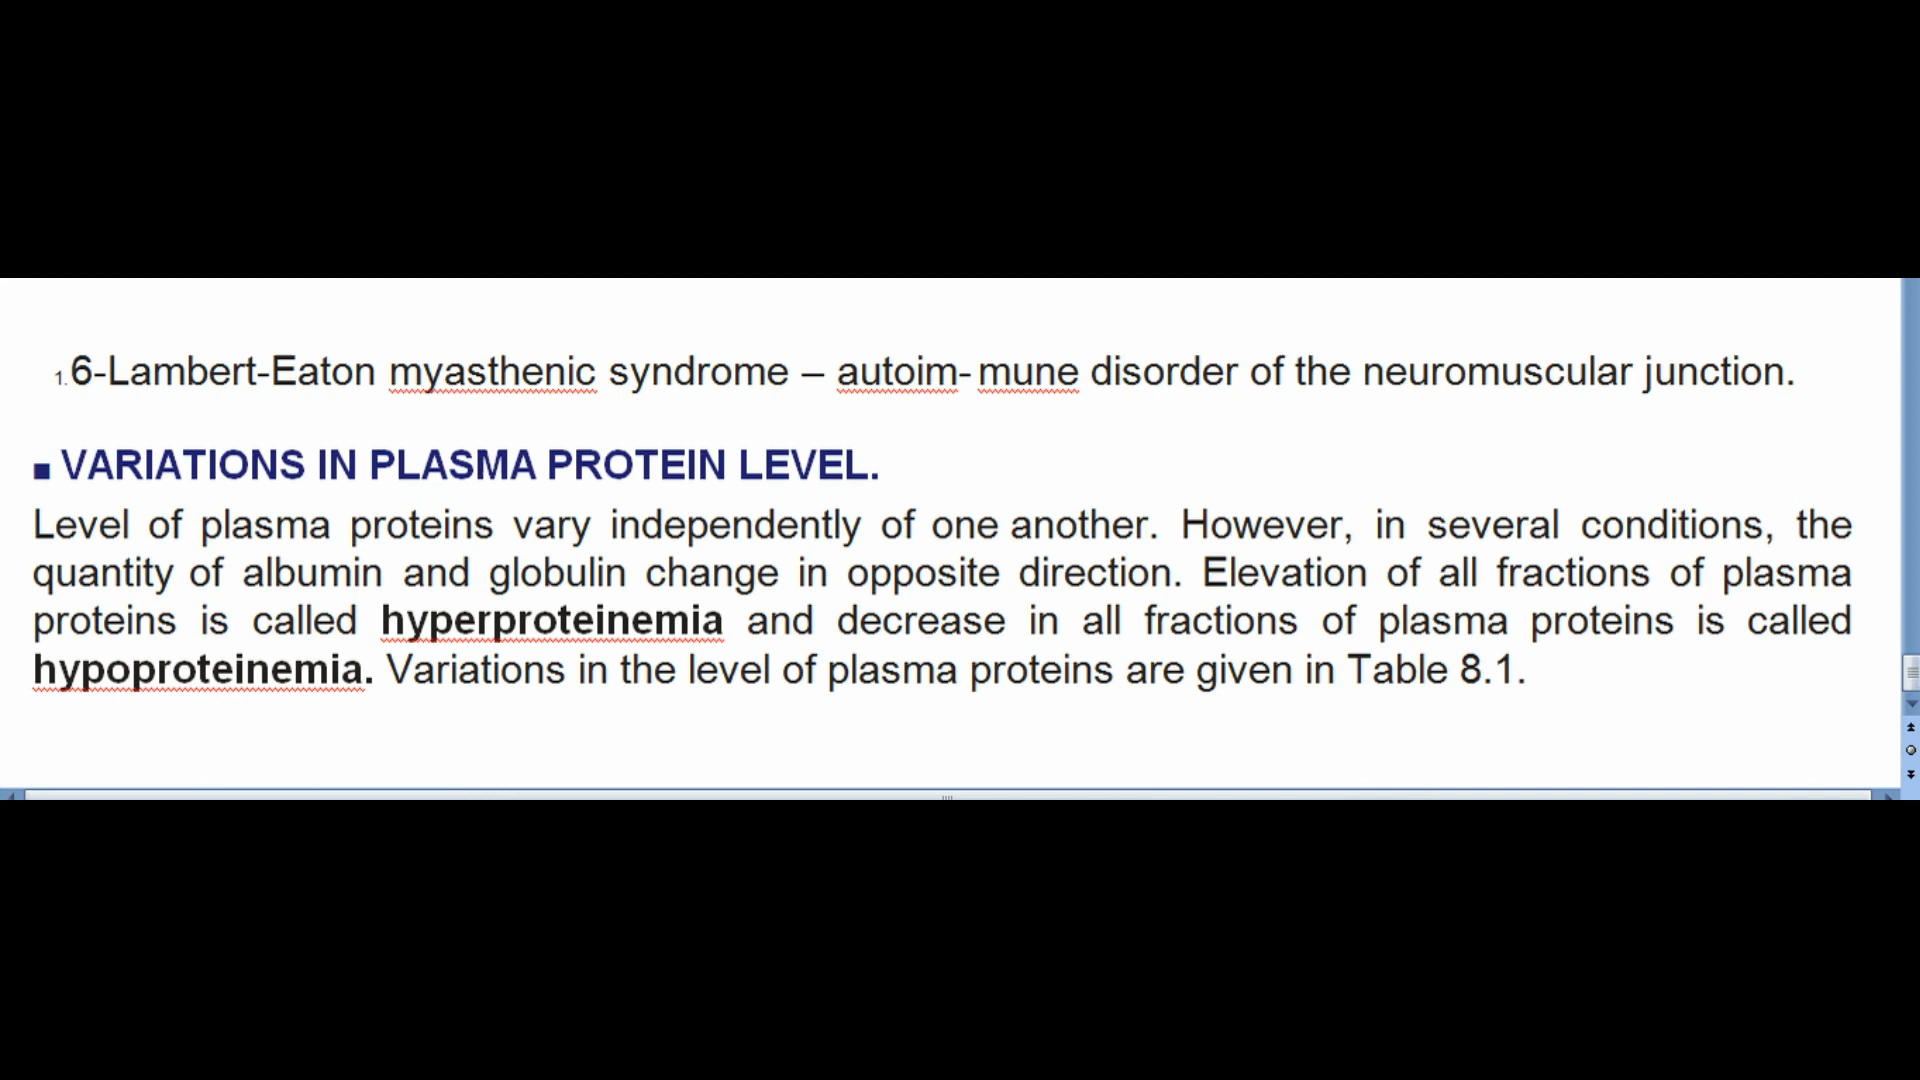 1. 6-Lambert-Eaton myasthenic syndrome – autoim- mune disorder of the neuromuscular junction.
■ VARIATIONS IN PLASMA PROTEIN LEVEL.
Level of plasma proteins vary independently of one another. However, in several conditions, the
quantity of albumin and globulin change in opposite direction. Elevation of all fractions of plasma
proteins is called hyperproteinemia and decrease in all fractions of plasma proteins is called
hypoproteinemia. Variations in the level of plasma proteins are given in Table 8.1.